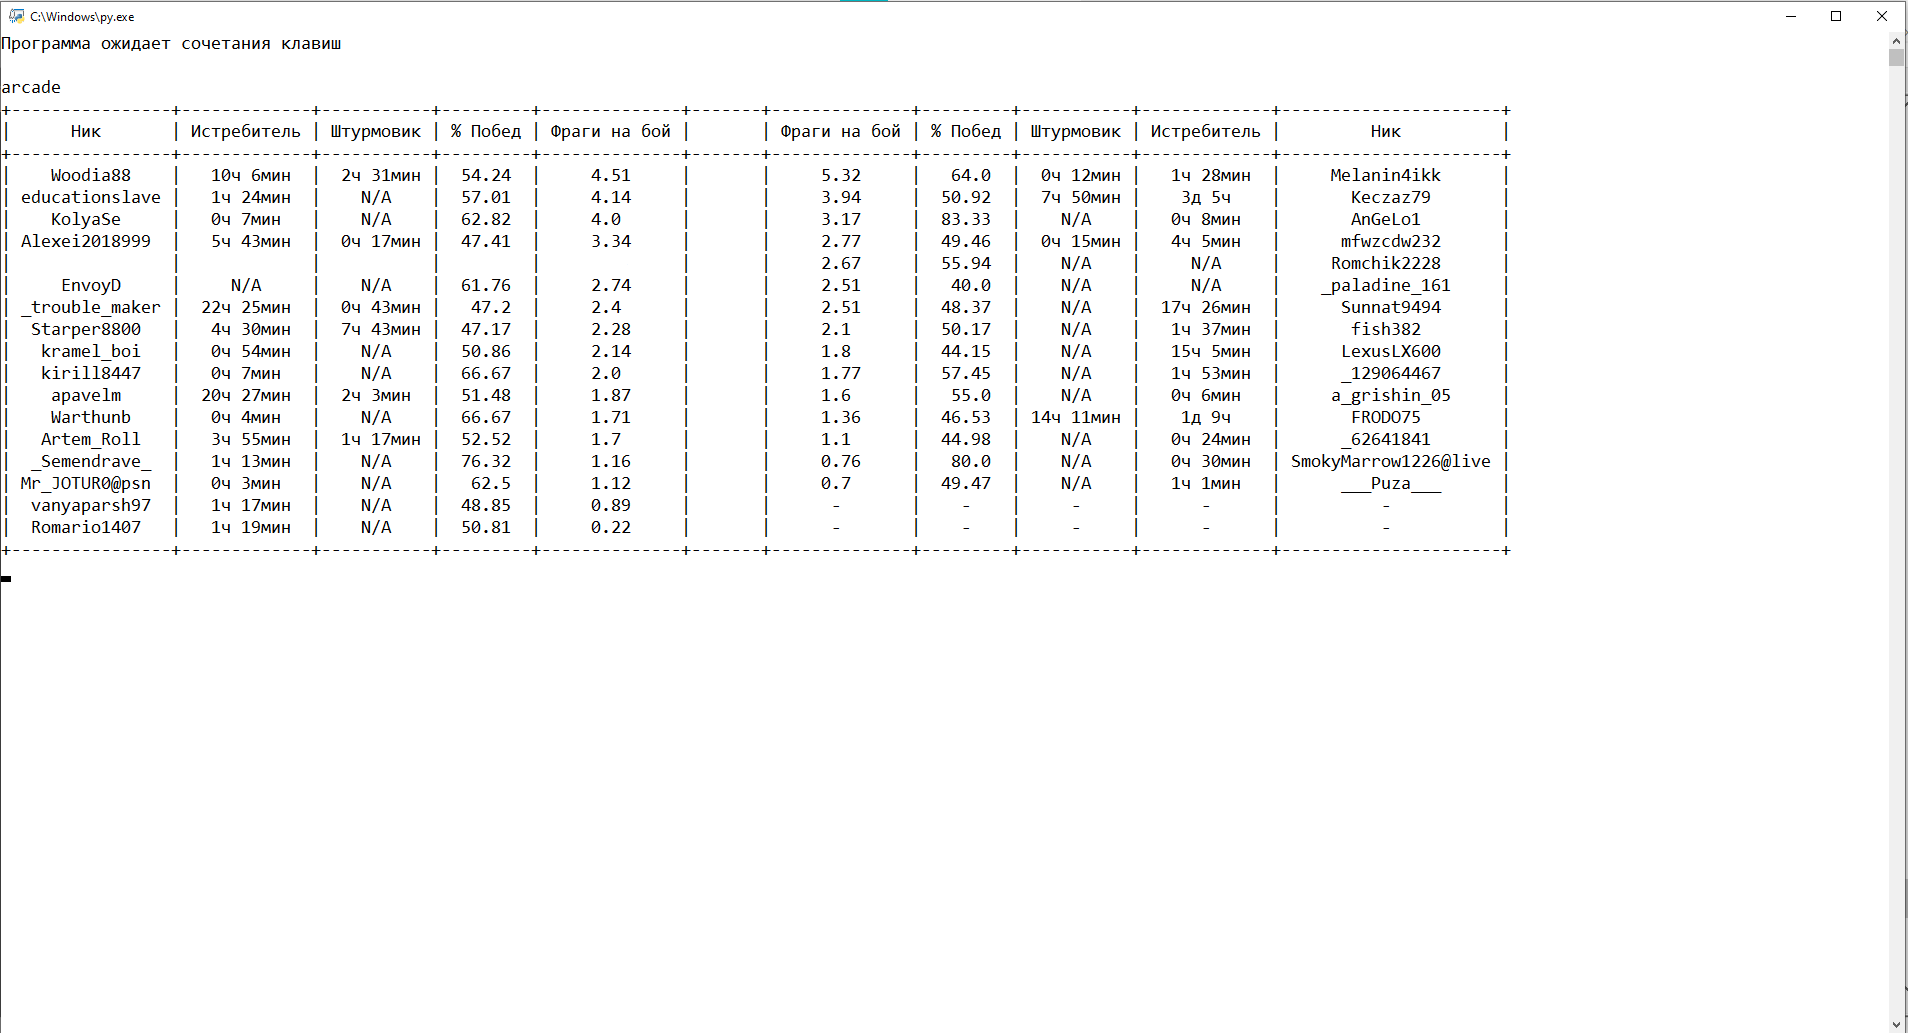 C:\Windows\py.exe
Программа ожидает сочетания клавиш
arcade
+----------------+-------------+-----------+---------+--------------+-------+--------------+---------+-----------+-------------+----------------------+
|      Ник       | Истребитель | Штурмовик | % Побед | Фраги на бой |       | Фраги на бой | % Побед | Штурмовик | Истребитель |         Ник          |
+----------------+-------------+-----------+---------+--------------+-------+--------------+---------+-----------+-------------+----------------------+
|    Woodia88    |   10ч 6мин  |  2ч 31мин |  54.24  |     4.51     |       |     5.32     |   64.0  |  0ч 12мин |   1ч 28мин  |     Melanin4ikk      |
| educationslave |   1ч 24мин  |    N/A    |  57.01  |     4.14     |       |     3.94     |  50.92  |  7ч 50мин |    3д 5ч    |       Keczaz79       |
|    KolyaSe     |   0ч 7мин   |    N/A    |  62.82  |     4.0      |       |     3.17     |  83.33  |    N/A    |   0ч 8мин   |       AnGeLo1        |
| Alexei2018999  |   5ч 43мин  |  0ч 17мин |  47.41  |     3.34     |       |     2.77     |  49.46  |  0ч 15мин |   4ч 5мин   |      mfwzcdw232      |
|                |             |           |         |              |       |     2.67     |  55.94  |    N/A    |     N/A     |     Romchik2228      |
|     EnvoyD     |     N/A     |    N/A    |  61.76  |     2.74     |       |     2.51     |   40.0  |    N/A    |     N/A     |    _paladine_161     |
| _trouble_maker |  22ч 25мин  |  0ч 43мин |   47.2  |     2.4      |       |     2.51     |  48.37  |    N/A    |  17ч 26мин  |      Sunnat9494      |
|  Starper8800   |   4ч 30мин  |  7ч 43мин |  47.17  |     2.28     |       |     2.1      |  50.17  |    N/A    |   1ч 37мин  |       fish382        |
|   kramel_boi   |   0ч 54мин  |    N/A    |  50.86  |     2.14     |       |     1.8      |  44.15  |    N/A    |   15ч 5мин  |      LexusLX600      |
|   kirill8447   |   0ч 7мин   |    N/A    |  66.67  |     2.0      |       |     1.77     |  57.45  |    N/A    |   1ч 53мин  |      _129064467      |
|    apavelm     |  20ч 27мин  |  2ч 3мин  |  51.48  |     1.87     |       |     1.6      |   55.0  |    N/A    |   0ч 6мин   |     a_grishin_05     |
|    Warthunb    |   0ч 4мин   |    N/A    |  66.67  |     1.71     |       |     1.36     |  46.53  | 14ч 11мин |    1д 9ч    |       FRODO75        |
|   Artem_Roll   |   3ч 55мин  |  1ч 17мин |  52.52  |     1.7      |       |     1.1      |  44.98  |    N/A    |   0ч 24мин  |      _62641841       |
|  _Semendrave_  |   1ч 13мин  |    N/A    |  76.32  |     1.16     |       |     0.76     |   80.0  |    N/A    |   0ч 30мин  | SmokyMarrow1226@live |
| Mr_JOTUR0@psn  |   0ч 3мин   |    N/A    |   62.5  |     1.12     |       |     0.7      |  49.47  |    N/A    |   1ч 1мин   |      ___Puza___      |
|  vanyaparsh97  |   1ч 17мин  |    N/A    |  48.85  |     0.89     |       |      -       |    -    |     -     |      -      |          -           |
|  Romario1407   |   1ч 19мин  |    N/A    |  50.81  |     0.22     |       |      -       |    -    |     -     |      -      |          -           |
+----------------+-------------+-----------+---------+--------------+-------+--------------+---------+-----------+-------------+----------------------+